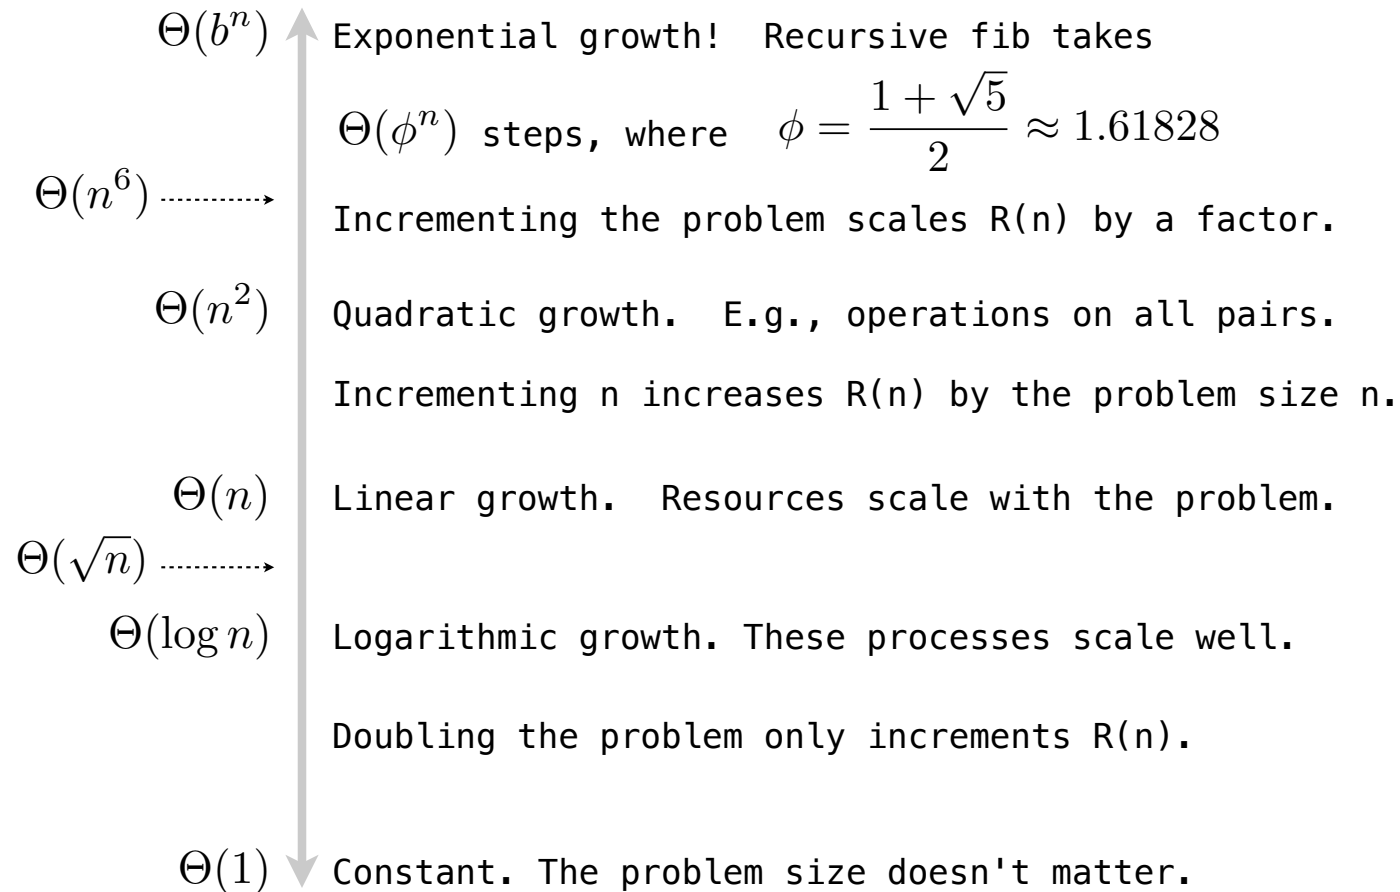 Θ(bⁿ) Exponential growth!  Recursive fib takes
Θ(ϕⁿ) steps, where ϕ = (1 + √5)/2 ≈ 1.61828
Θ(n⁶)
Incrementing the problem scales R(n) by a factor.
Θ(n²) Quadratic growth.  E.g., operations on all pairs.
Incrementing n increases R(n) by the problem size n.
Θ(n) Linear growth.  Resources scale with the problem.
Θ(√n)
Θ(log n) Logarithmic growth. These processes scale well.
Doubling the problem only increments R(n).
Θ(1) Constant. The problem size doesn't matter.